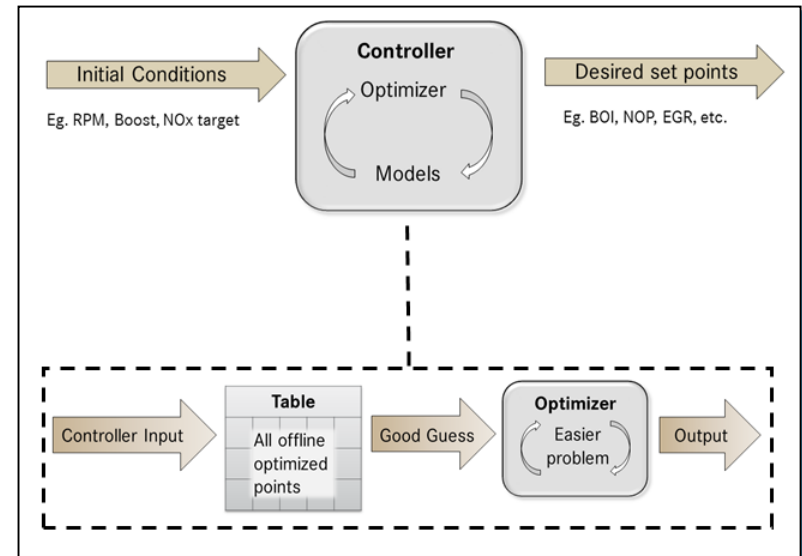 Controller
Initial Conditions
Optimizer
Desired set points
Eg. RPM, Boost, NOx target
Eg. BOI, NOP, EGR, etc.
Models
Table
Optimizer
Controller Input
All offline
optimized
points
Good Guess
Easier
problem
Output